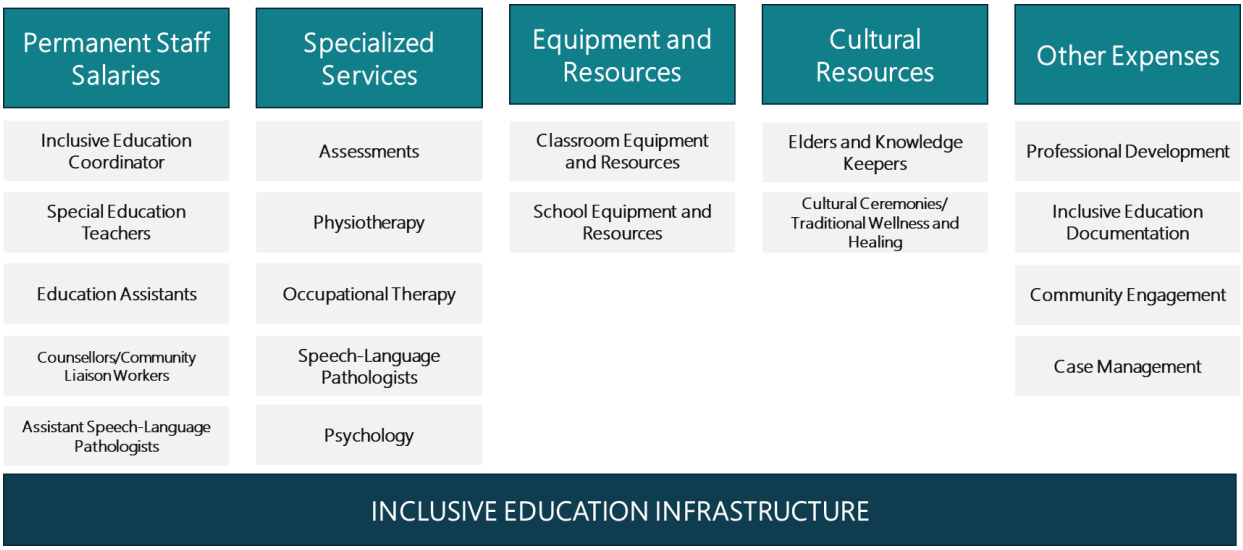 Permanent Staff
Salaries
Inclusive Education
Coordinator
Special Education
Teachers
Education Assistants
Counsellors/Community
Liaison Workers
Assistant Speech-Language
Pathologists
Specialized
Services
Assessments
Physiotherapy
Occupational Therapy
Speech-Language
Pathologists
Psychology
Equipment and
Resources
Classroom Equipment
and Resources
School Equipment and
Resources
Cultural
Resources
Elders and Knowledge
Keepers
Cultural Ceremonies/
Traditional Wellness and
Healing
Other Expenses
Professional Development
Inclusive Education
Documentation
Community Engagement
Case Management
INCLUSIVE EDUCATION INFRASTRUCTURE